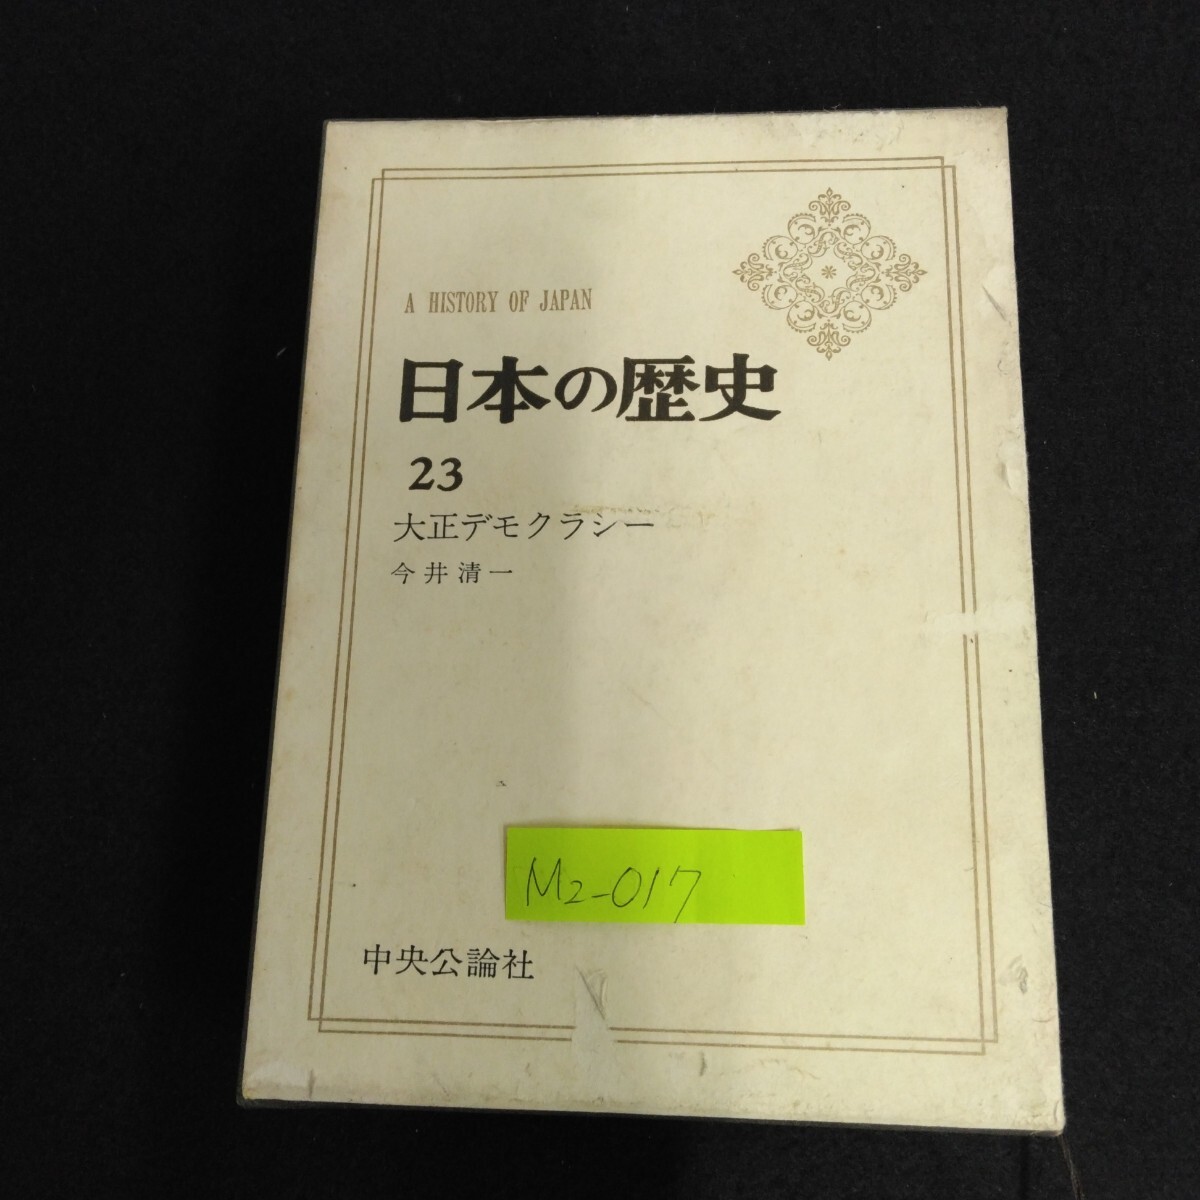 A HISTORY OF JAPAN
日本の歴史
23
大正デモクラシー
今井清一
M2-017
中央公論社